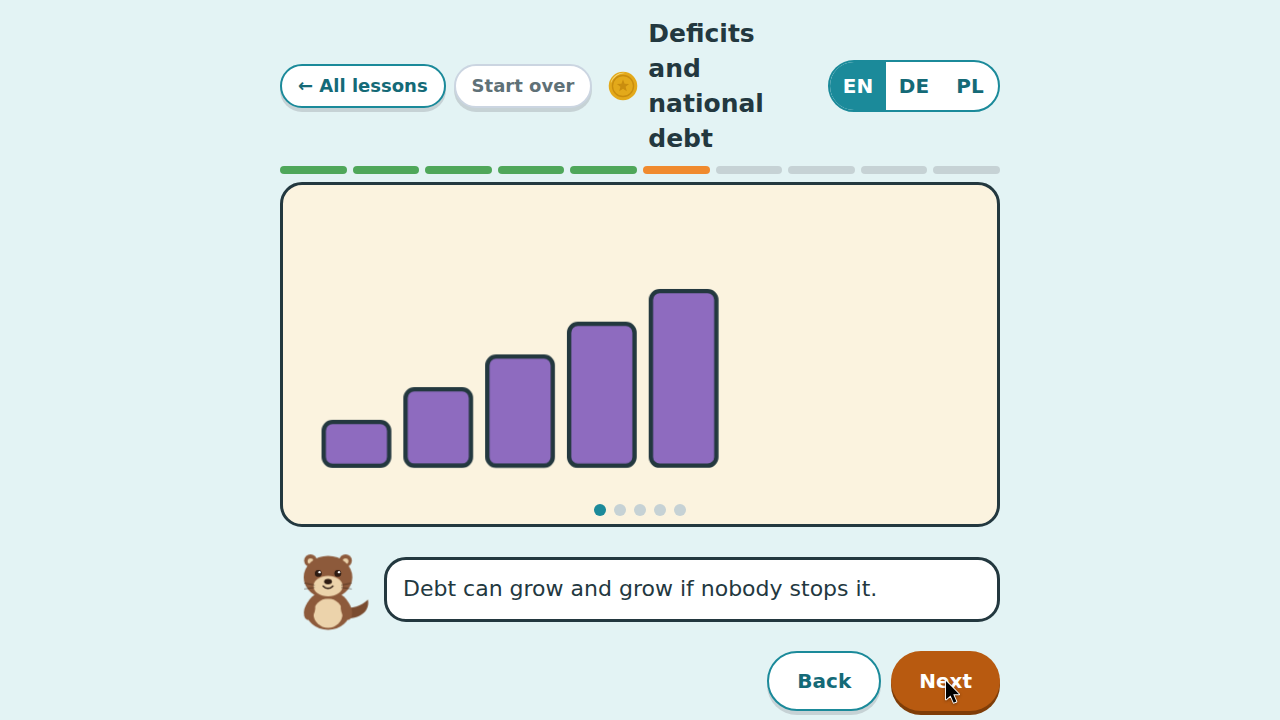 ← All lessons
Start over
Deficits
and
national
debt
EN DE PL
Debt can grow and grow if nobody stops it.
Back
Next